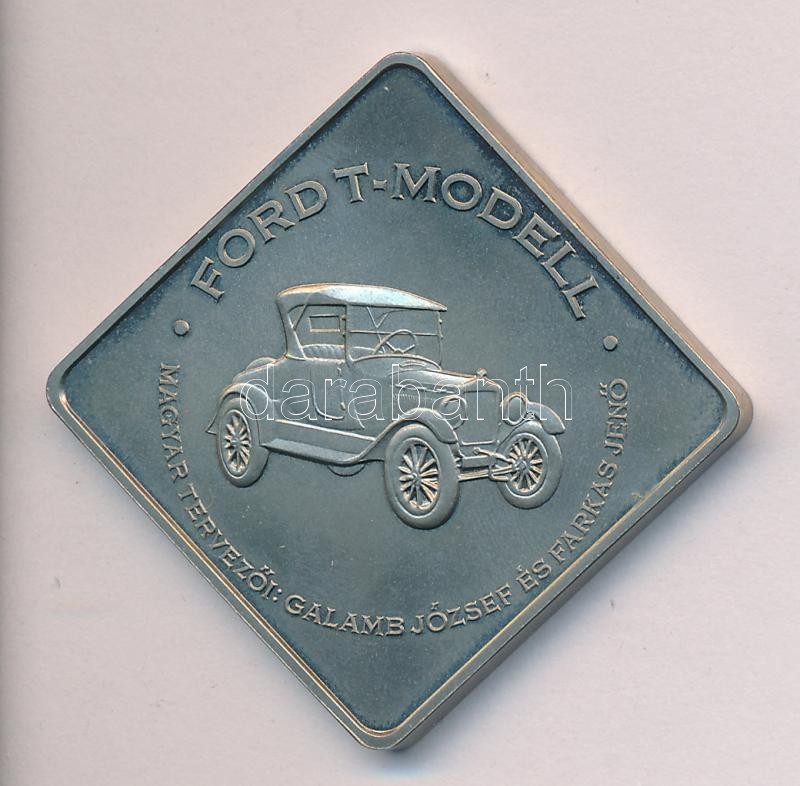 FORD T-MODELL
darabanth
MAGYAR TERVEZŐI: GALAMB JÓZSEF ÉS FARKAS JENŐ